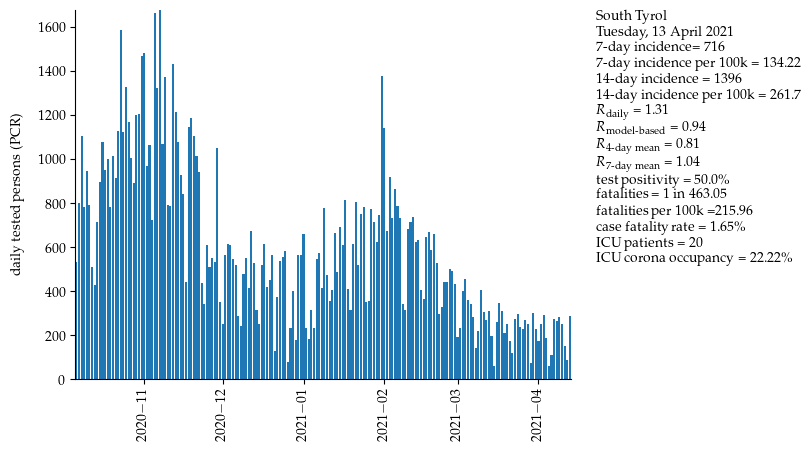 South Tyrol
Tuesday, 13 April 2021
7-day incidence= 716
7-day incidence per 100k = 134.22
14-day incidence = 1396
14-day incidence per 100k = 261.7
R daily = 1.31
R model-based = 0.94
R 4-day mean = 0.81
R 7-day mean = 1.04
test positivity = 50.0%
fatalities = 1 in 463.05
fatalities per 100k =215.96
case fatality rate = 1.65%
ICU patients = 20
ICU corona occupancy = 22.22%
daily tested persons (PCR)
1600
1400
1200
1000
800
600
400
200
0
2020−11
2020−12
2021−01
2021−02
2021−03
2021−04